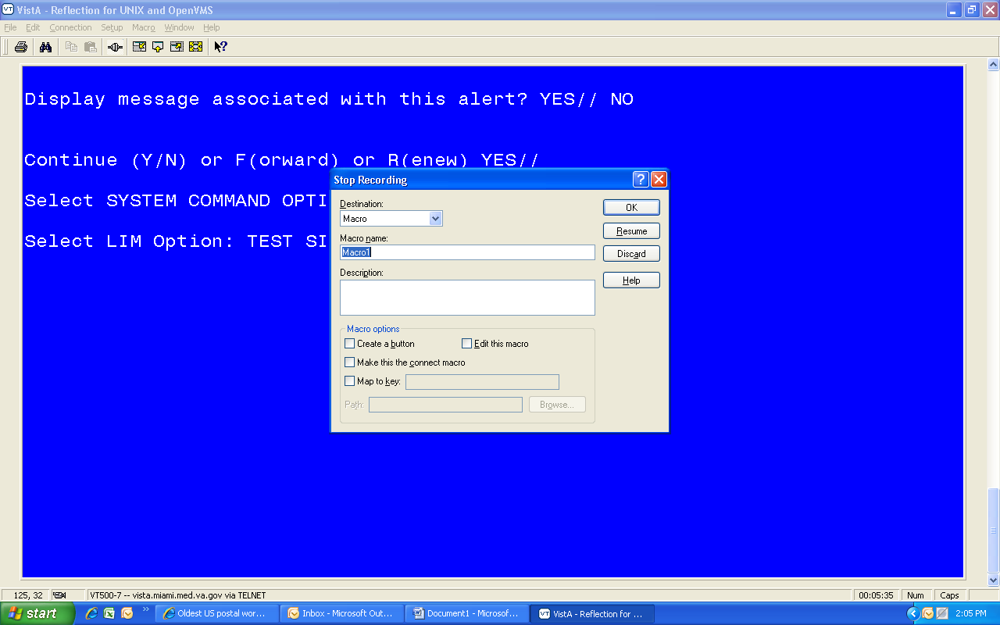 VT VistA - Reflection for UNIX and OpenVMS
File Edit Connection Setup Macro Window Help
Display message associated with this alert? YES// NO
Continue (Y/N) or F(orward) or R(enew) YES//
Select SYSTEM COMMAND OPTI
Select LIM Option: TEST SI
Stop Recording
Destination:
Macro
OK
Macro name:
Resume
Macro1
Discard
Description:
Help
Macro options
Create a button Edit this macro
Make this the connect macro
Map to key:
Path: Browse...
125, 32 VT500-7 -- vista.miami.med.va.gov via TELNET 00:05:35 Num Caps
start Oldest US postal wor... Inbox - Microsoft Out... Document1 - Microsof... VT VistA - Reflection for ... 2:05 PM